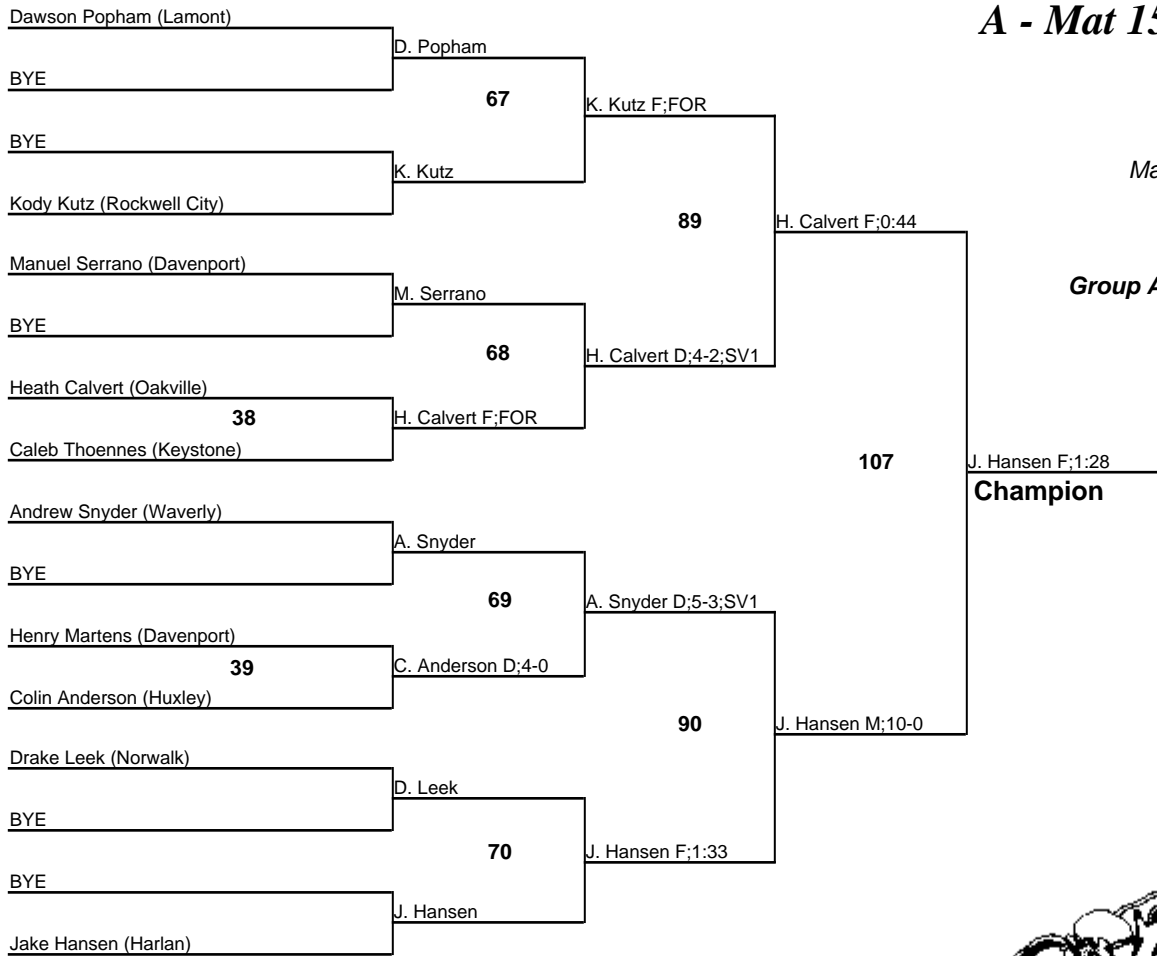 Dawson Popham (Lamont)
A - Mat 15
D. Popham
BYE
67
K. Kutz F;FOR
BYE
K. Kutz
Kody Kutz (Rockwell City)
89
H. Calvert F;0:44
Manuel Serrano (Davenport)
Group A
M. Serrano
BYE
68
H. Calvert D;4-2;SV1
Heath Calvert (Oakville)
38
H. Calvert F;FOR
Caleb Thoennes (Keystone)
107
J. Hansen F;1:28
Champion
Andrew Snyder (Waverly)
A. Snyder
BYE
69
A. Snyder D;5-3;SV1
Henry Martens (Davenport)
39
C. Anderson D;4-0
Colin Anderson (Huxley)
90
J. Hansen M;10-0
Drake Leek (Norwalk)
D. Leek
BYE
70
J. Hansen F;1:33
BYE
J. Hansen
Jake Hansen (Harlan)